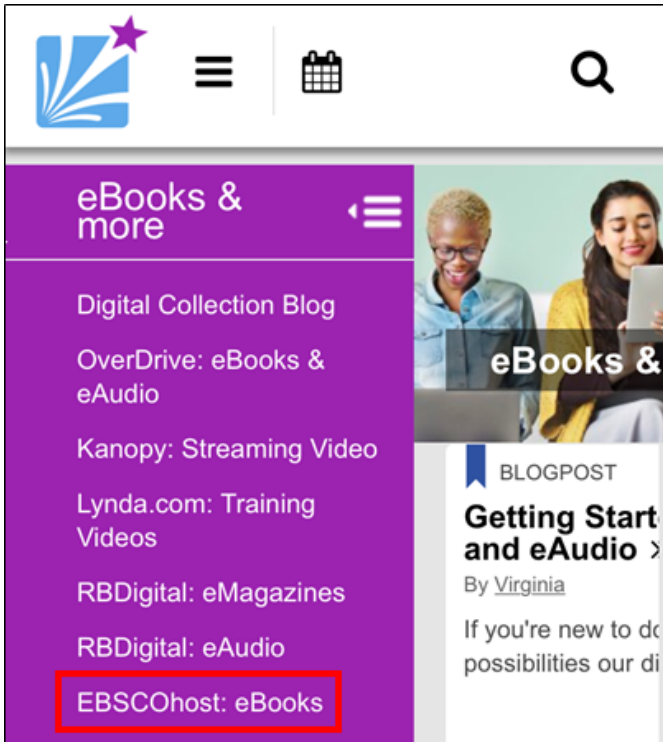 eBooks &
more
Digital Collection Blog
OverDrive: eBooks &
eAudio
Kanopy: Streaming Video
Lynda.com: Training
Videos
RBDigital: eMagazines
RBDigital: eAudio
EBSCOhost: eBooks
eBooks &
BLOGPOST
Getting Start
and eAudio
By Virginia
If you're new to do
possibilities our di